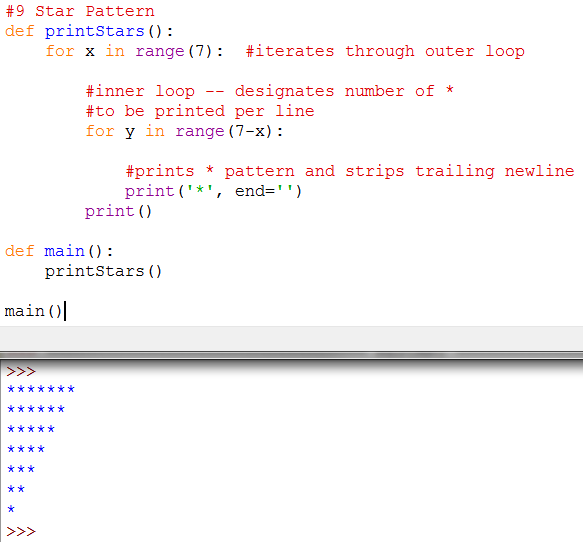 #9 Star Pattern
def printStars():
    for x in range(7):  #iterates through outer loop

        #inner loop -- designates number of *
        #to be printed per line
        for y in range(7-x):

            #prints * pattern and strips trailing newline
            print('*', end='')
        print()

def main():
    printStars()

main()
>>>
*******
******
*****
****
***
**
*
>>>